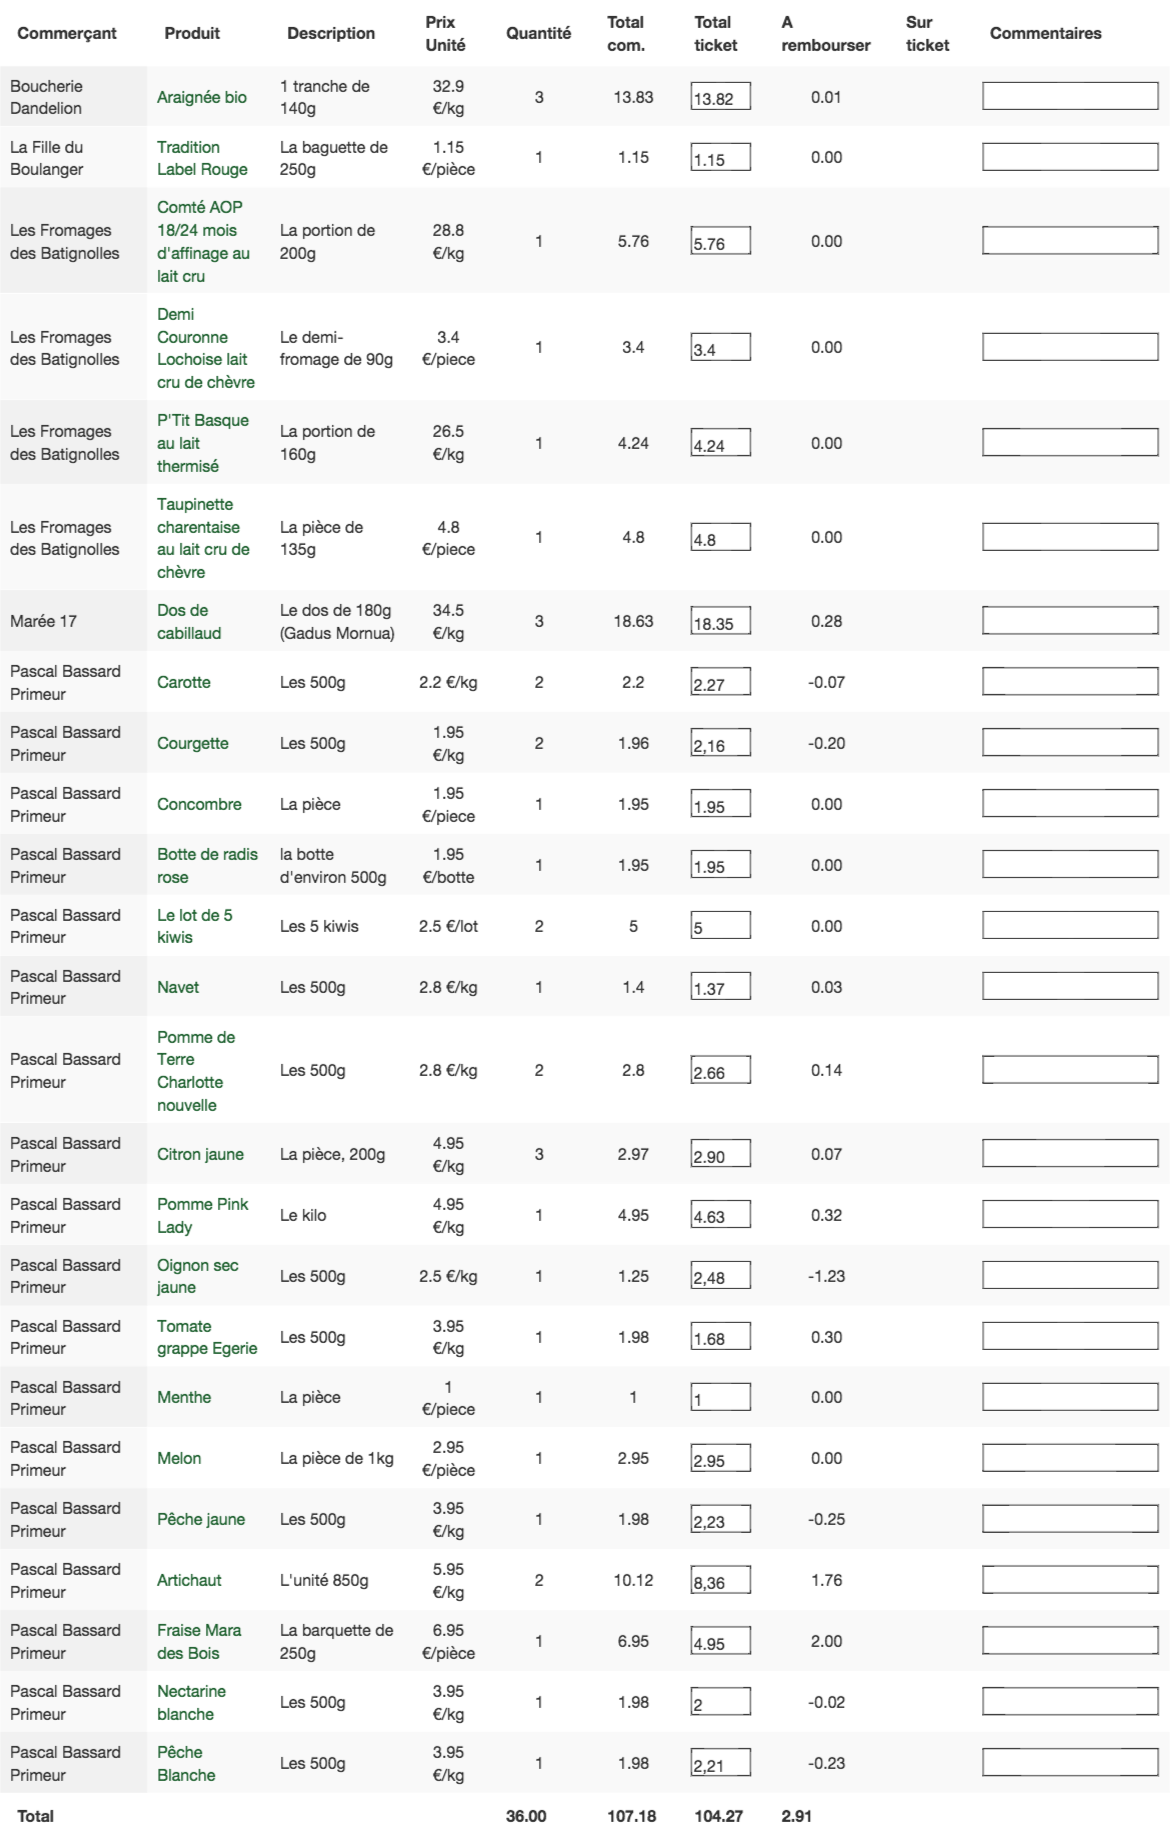 Commerçant Produit Description Prix Unité Quantité Total com. Total ticket A rembourser Sur ticket Commentaires
Boucherie Dandelion Araignée bio 1 tranche de 140g 32.9 €/kg 3 13.83 13.82 0.01
La Fille du Boulanger Tradition Label Rouge La baguette de 250g 1.15 €/pièce 1 1.15 1.15 0.00
Les Fromages des Batignolles Comté AOP 18/24 mois d'affinage au lait cru La portion de 200g 28.8 €/kg 1 5.76 5.76 0.00
Les Fromages des Batignolles Demi Couronne Lochoise lait cru de chèvre Le demi-fromage de 90g 3.4 €/piece 1 3.4 3.4 0.00
Les Fromages des Batignolles P'Tit Basque au lait thermisé La portion de 160g 26.5 €/kg 1 4.24 4.24 0.00
Les Fromages des Batignolles Taupinette charentaise au lait cru de chèvre La pièce de 135g 4.8 €/piece 1 4.8 4.8 0.00
Marée 17 Dos de cabillaud Le dos de 180g (Gadus Mornua) 34.5 €/kg 3 18.63 18.35 0.28
Pascal Bassard Primeur Carotte Les 500g 2.2 €/kg 2 2.2 2.27 -0.07
Pascal Bassard Primeur Courgette Les 500g 1.95 €/kg 2 1.96 2,16 -0.20
Pascal Bassard Primeur Concombre La pièce 1.95 €/piece 1 1.95 1.95 0.00
Pascal Bassard Primeur Botte de radis rose la botte d'environ 500g 1.95 €/botte 1 1.95 1.95 0.00
Pascal Bassard Primeur Le lot de 5 kiwis Les 5 kiwis 2.5 €/lot 2 5 5 0.00
Pascal Bassard Primeur Navet Les 500g 2.8 €/kg 1 1.4 1.37 0.03
Pascal Bassard Primeur Pomme de Terre Charlotte nouvelle Les 500g 2.8 €/kg 2 2.8 2.66 0.14
Pascal Bassard Primeur Citron jaune La pièce, 200g 4.95 €/kg 3 2.97 2.90 0.07
Pascal Bassard Primeur Pomme Pink Lady Le kilo 4.95 €/kg 1 4.95 4.63 0.32
Pascal Bassard Primeur Oignon sec jaune Les 500g 2.5 €/kg 1 1.25 2,48 -1.23
Pascal Bassard Primeur Tomate grappe Egerie Les 500g 3.95 €/kg 1 1.98 1.68 0.30
Pascal Bassard Primeur Menthe La pièce 1 €/piece 1 1 1 0.00
Pascal Bassard Primeur Melon La pièce de 1kg 2.95 €/pièce 1 2.95 2.95 0.00
Pascal Bassard Primeur Pêche jaune Les 500g 3.95 €/kg 1 1.98 2,23 -0.25
Pascal Bassard Primeur Artichaut L'unité 850g 5.95 €/kg 2 10.12 8,36 1.76
Pascal Bassard Primeur Fraise Mara des Bois La barquette de 250g 6.95 €/pièce 1 6.95 4.95 2.00
Pascal Bassard Primeur Nectarine blanche Les 500g 3.95 €/kg 1 1.98 2 -0.02
Pascal Bassard Primeur Pêche Blanche Les 500g 3.95 €/kg 1 1.98 2,21 -0.23
Total 36.00 107.18 104.27 2.91